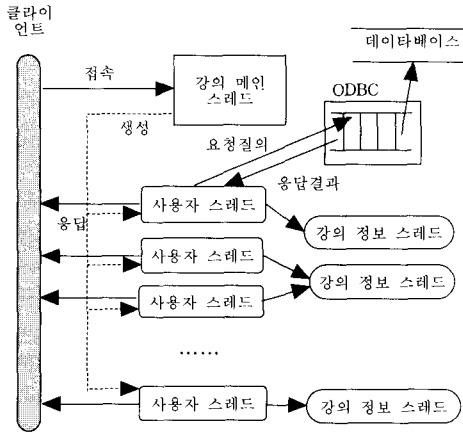 클라이
언트
데이타베이스
접속
강의 메인
스레드
ODBC
생성
요청질의
응답결과
사용자 스레드
응답
강의 정보 스레드
사용자 스레드
강의 정보 스레드
사용자 스레드
......
사용자 스레드
강의 정보 스레드